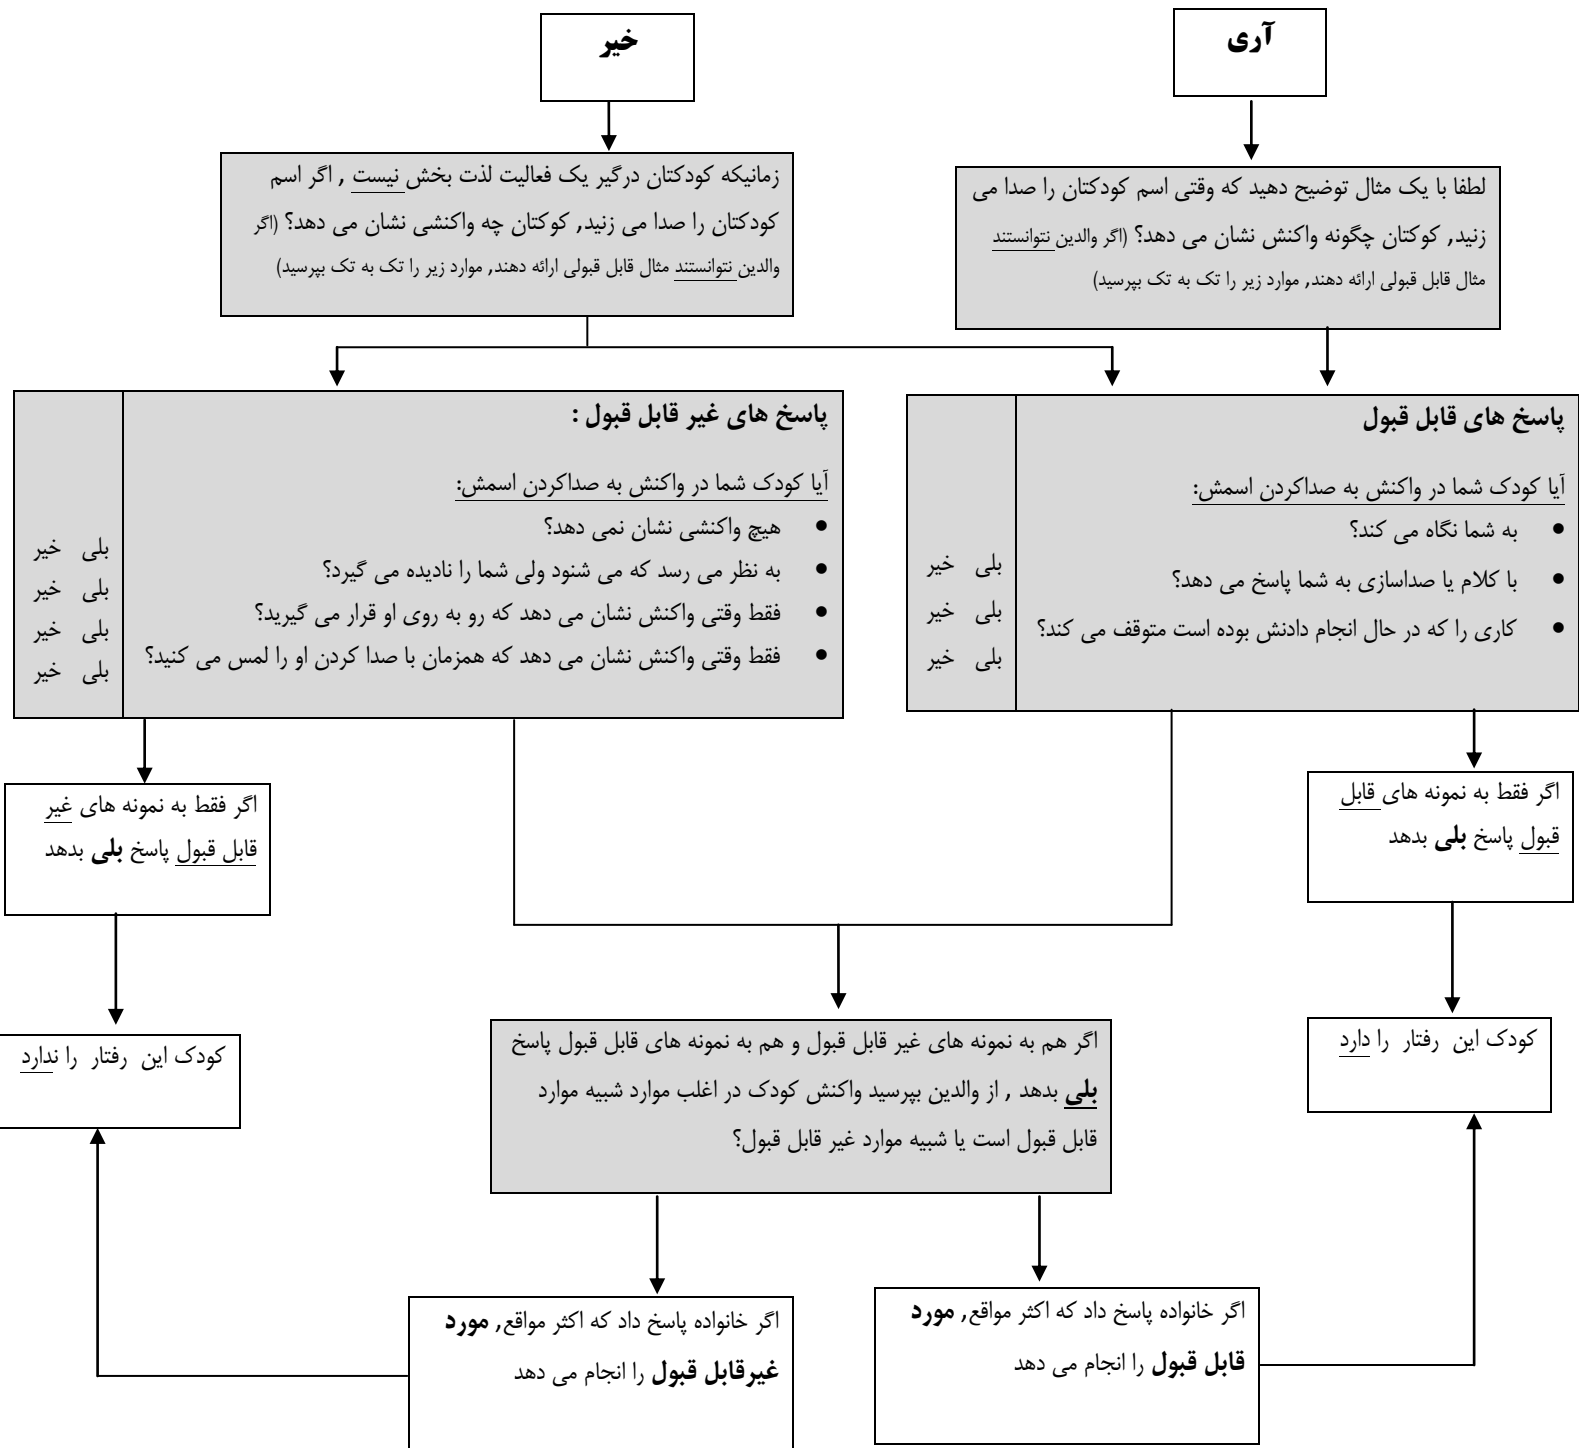 آری
خیر
لطفا با یک مثال توضیح دهید که وقتی اسم کودکتان را صدا می
زنید, کوکتان چگونه واکنش نشان می دهد؟ (اگر والدین نتوانستند
مثال قابل قبولی ارائه دهند, موارد زیر را تک به تک بپرسید)
زمانیکه کودکتان درگیر یک فعالیت لذت بخش نیست , اگر اسم
کودکتان را صدا می زنید, کوکتان چه واکنشی نشان می دهد؟ (اگر
والدین نتوانستند مثال قابل قبولی ارائه دهند, موارد زیر را تک به تک بپرسید)
پاسخ های قابل قبول
آیا کودک شما در واکنش به صداکردن اسمش:
• به شما نگاه می کند؟
• با کلام یا صداسازی به شما پاسخ می دهد؟
• کاری را که در حال انجام دادنش بوده است متوقف می کند؟
بلی خیر
بلی خیر
بلی خیر
پاسخ های غیر قابل قبول :
آیا کودک شما در واکنش به صداکردن اسمش:
• هیچ واکنشی نشان نمی دهد؟
• به نظر می رسد که می شنود ولی شما را نادیده می گیرد؟
• فقط وقتی واکنش نشان می دهد که رو به روی او قرار می گیرید؟
• فقط وقتی واکنش نشان می دهد که همزمان با صدا کردن او را لمس می کنید؟
بلی خیر
بلی خیر
بلی خیر
بلی خیر
اگر فقط به نمونه های قابل
قبول پاسخ بلی بدهد
اگر فقط به نمونه های غیر
قابل قبول پاسخ بلی بدهد
کودک این رفتار را دارد
اگر هم به نمونه های غیر قابل قبول و هم به نمونه های قابل قبول پاسخ
بلی بدهد , از والدین بپرسید واکنش کودک در اغلب موارد شبیه موارد
قابل قبول است یا شبیه موارد غیر قابل قبول؟
کودک این رفتار را ندارد
اگر خانواده پاسخ داد که اکثر مواقع, مورد
قابل قبول را انجام می دهد
اگر خانواده پاسخ داد که اکثر مواقع, مورد
غیرقابل قبول را انجام می دهد